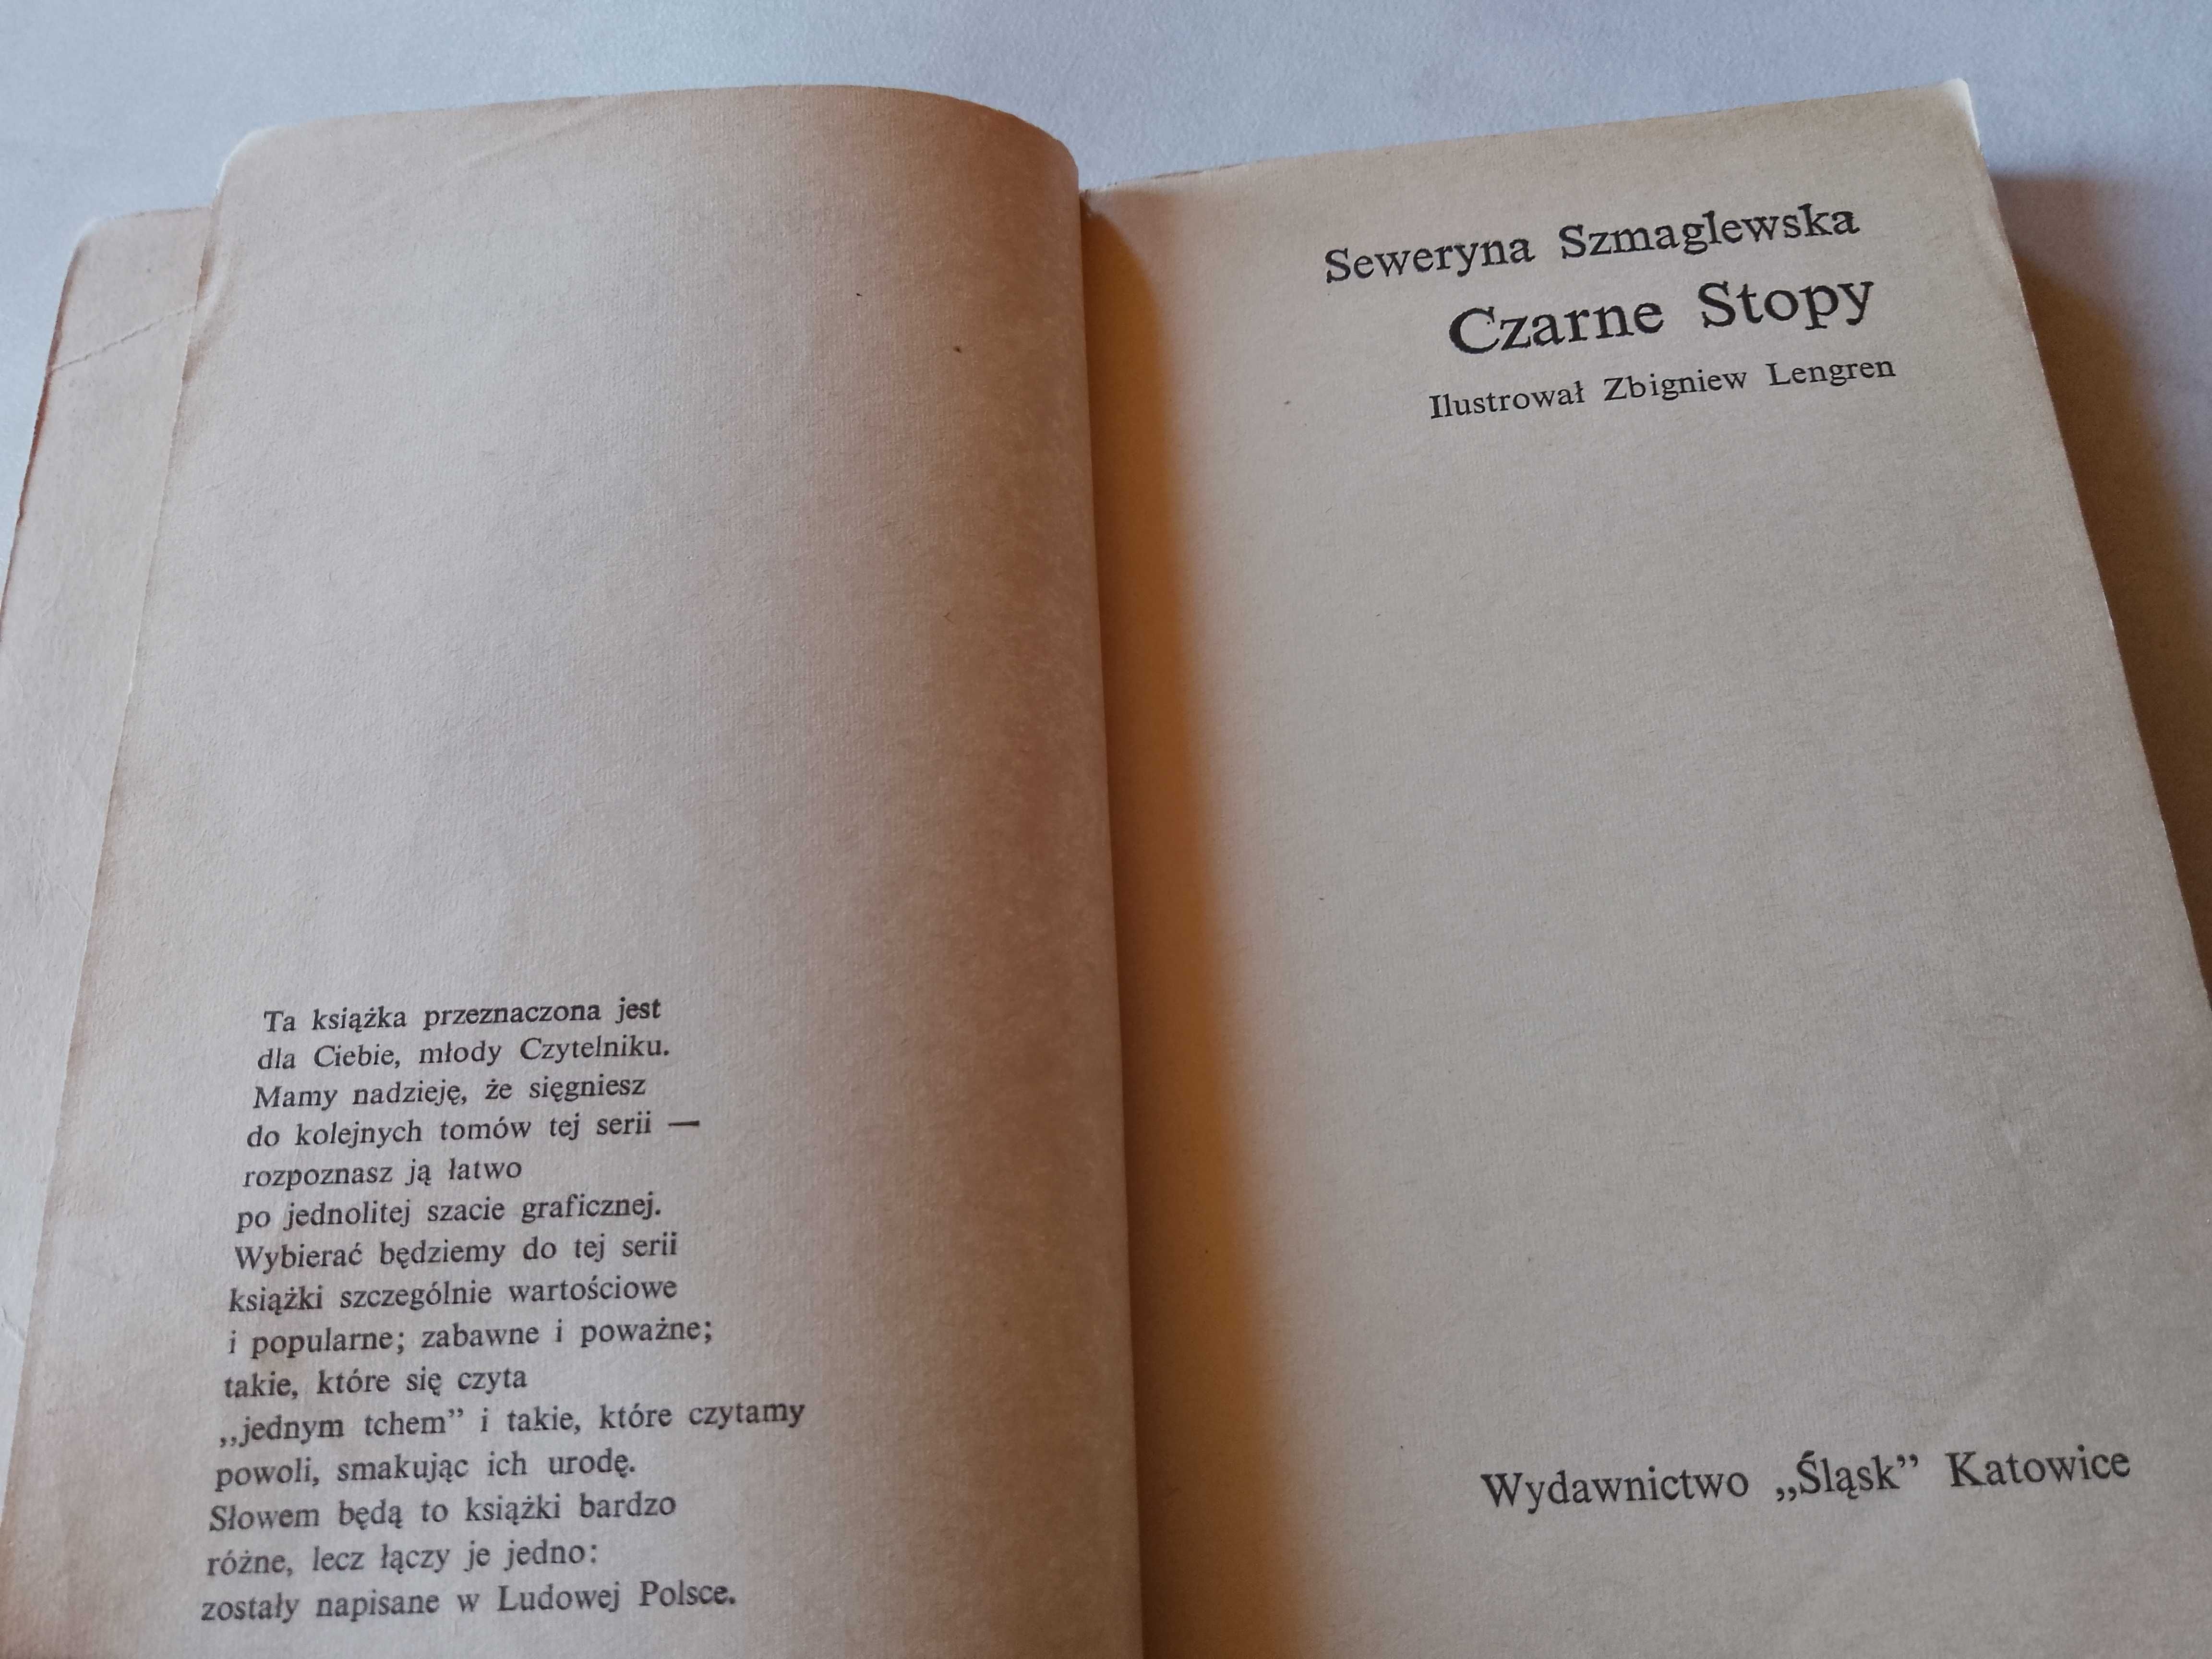 Ta książka przeznaczona jest
dla Ciebie, młody Czytelniku.
Mamy nadzieję, że sięgniesz
do kolejnych tomów tej serii —
rozpoznasz ją łatwo
po jednolitej szacie graficznej.
Wybierać będziemy do tej serii
książki szczególnie wartościowe
i popularne; zabawne i poważne;
takie, które się czyta
„jednym tchem” i takie, które czytamy
powoli, smakując ich urodę.
Słowem będą to książki bardzo
różne, lecz łączy je jedno:
zostały napisane w Ludowej Polsce.
Seweryna Szmaglewska
Czarne Stopy
Ilustrował Zbigniew Lengren
Wydawnictwo „Śląsk” Katowice